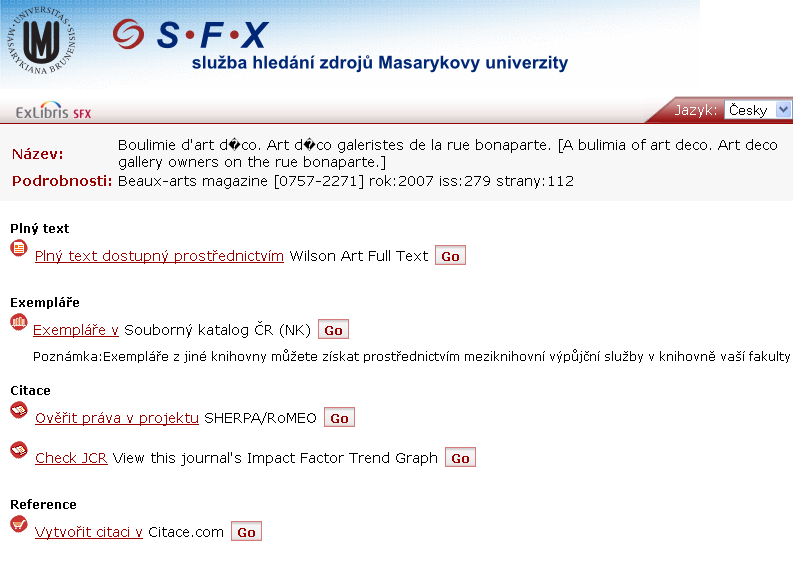 UNIVERSITAS MASARYKIANA BRUNENSIS
S·F·X
služba hledání zdrojů Masarykovy univerzity
ExLibris SFX
Jazyk: Česky
Název: Boulimie d'art d�co. Art d�co galeristes de la rue bonaparte. [A bulimia of art deco. Art deco
gallery owners on the rue bonaparte.]
Podrobnosti: Beaux-arts magazine [0757-2271] rok:2007 iss:279 strany:112
Plný text
Plný text dostupný prostřednictvím Wilson Art Full Text Go
Exempláře
Exempláře v Souborný katalog ČR (NK) Go
Poznámka:Exempláře z jiné knihovny můžete získat prostřednictvím meziknihovní výpůjční služby v knihovně vaší fakulty
Citace
Ověřit práva v projektu SHERPA/RoMEO Go
Check JCR View this journal's Impact Factor Trend Graph Go
Reference
Vytvořit citaci v Citace.com Go